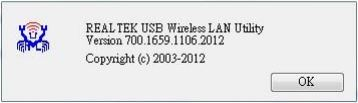 REALTEK USB Wireless LAN Utility
Version 700.1659.1106.2012
Copyright (c) 2003-2012
OK